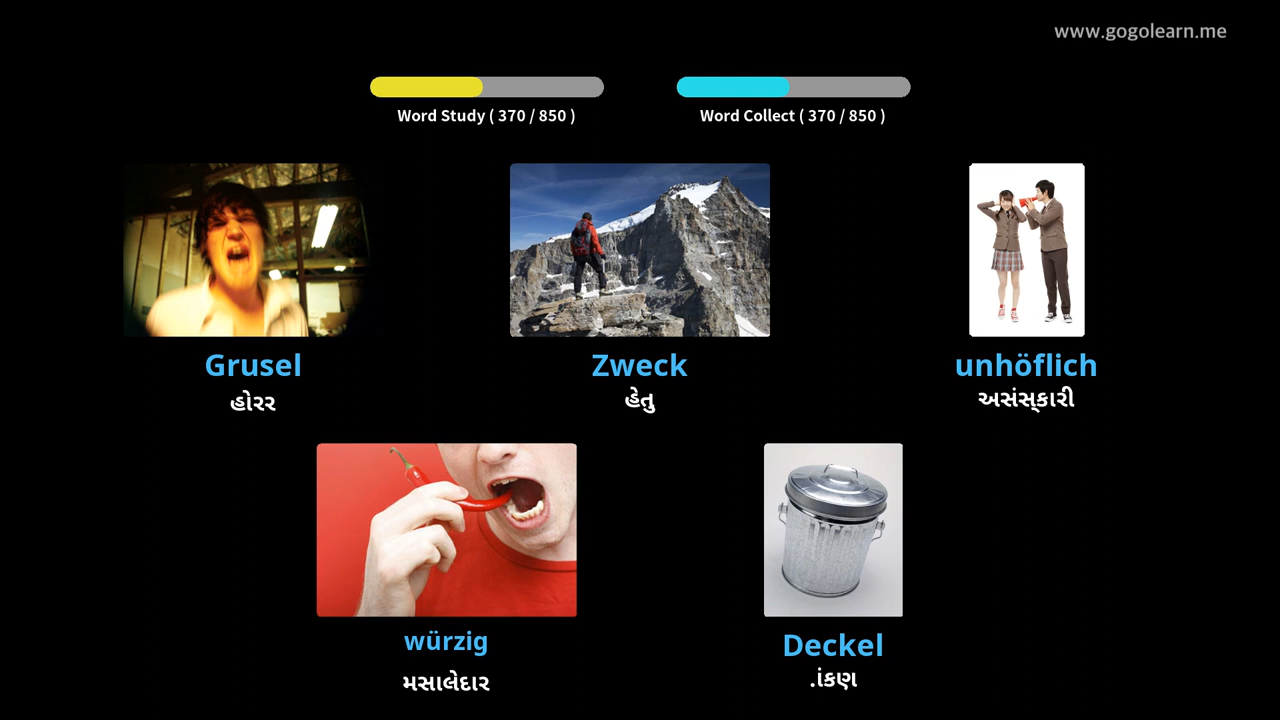 www.gogolearn.me
Word Study ( 370 / 850 )
Word Collect ( 370 / 850 )
Grusel
હોરર
Zweck
હેતુ
unhöflich
અસંસ્કારી
würzig
મસાલેદાર
Deckel
.ાંકણ